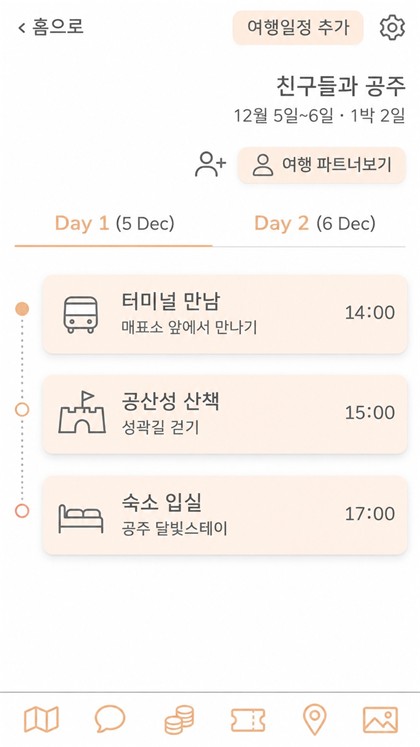 홈으로
여행일정 추가
친구들과 공주
12월 5일~6일 · 1박 2일
여행 파트너보기
Day 1 (5 Dec)
Day 2 (6 Dec)
터미널 만남
매표소 앞에서 만나기
14:00
공산성 산책
성곽길 걷기
15:00
숙소 입실
공주 달빛스테이
17:00